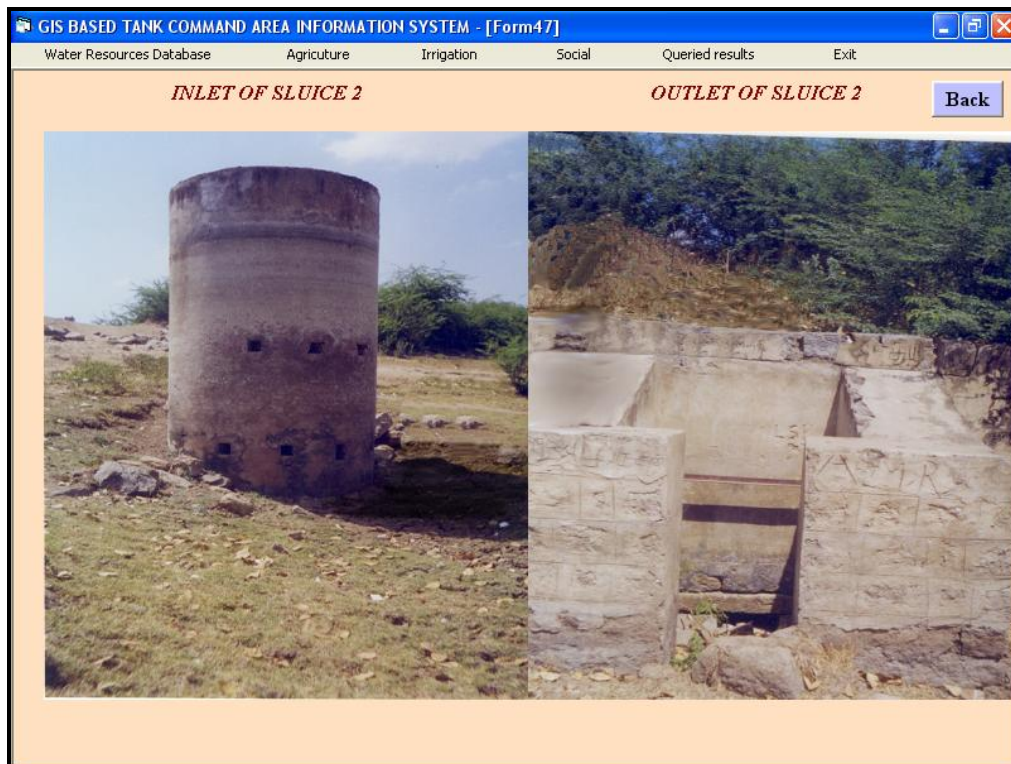 GIS BASED TANK COMMAND AREA INFORMATION SYSTEM - [Form47]
Water Resources Database Agricuture Irrigation Social Queried results Exit
INLET OF SLUICE 2 OUTLET OF SLUICE 2 Back